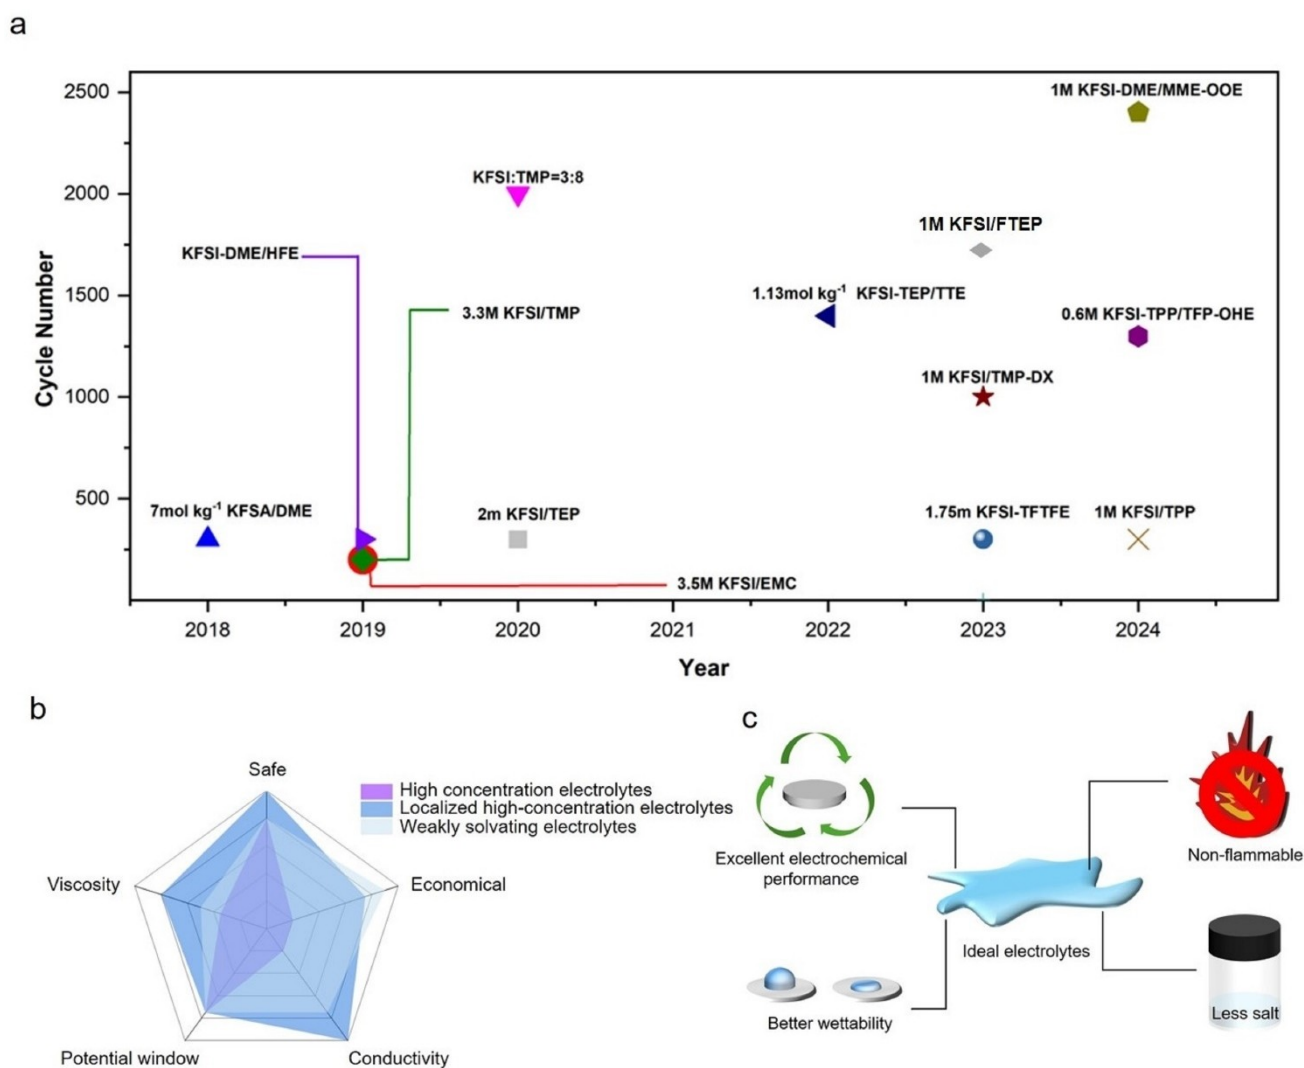 a
2500
2000
1500
1000
500
Cycle Number
1M KFSI-DME/MME-OOE
KFSI:TMP=3:8
1M KFSI/FTEP
KFSI-DME/HFE
1.13mol kg⁻¹ KFSI-TEP/TTE
3.3M KFSI/TMP
0.6M KFSI-TPP/TFP-OHE
1M KFSI/TMP-DX
7mol kg⁻¹ KFSA/DME
2m KFSI/TEP
1.75m KFSI-TFTFE
1M KFSI/TPP
3.5M KFSI/EMC
2018
2019
2020
2021
2022
2023
2024
Year
b
Safe
Economical
Conductivity
Potential window
Viscosity
High concentration electrolytes
Localized high-concentration electrolytes
Weakly solvating electrolytes
c
Excellent electrochemical
performance
Non-flammable
Ideal electrolytes
Better wettability
Less salt